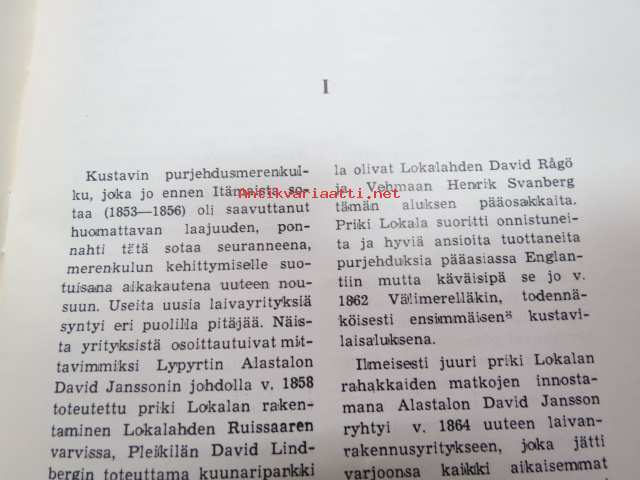 I
Kustavin purjehdusmerenkul-
ku, joka jo ennen Itämaista so-
taa (1853—1856) oli saavuttanut
huomattavan laajuuden, pon-
nahti tätä sotaa seuranneena,
merenkulun kehittymiselle suo-
tuisana aikakautena uuteen nou-
suun. Useita uusia laivayrityksiä
syntyi eri puolilla pitäjää. Näis-
tä yrityksistä osoittautuivat mit-
tavimmiksi Lypyrtin Alastalon
David Janssonin johdolla v. 1858
toteutettu priki Lokalan raken-
taminen Lokalahden Ruissaaren
varvissa, Pleikilän David Lind-
bergin toteuttama kuunariparkki
la olivat Lokalahden David Rågö
ja Vehmaan Henrik Svanberg
tämän aluksen pääosakkaita.
Priki Lokala suoritti onnistunei-
ta ja hyviä ansioita tuottaneita
purjehduksia pääasiassa Englan-
tiin mutta käväisipä se jo v.
1862 Välimerelläkin, todennä-
köisesti ensimmäisenä kustavi-
laisaluksena.
Ilmeisesti juuri priki Lokalan
rahakkaiden matkojen innosta-
mana Alastalon David Jansson
ryhtyi v. 1864 uuteen laivan-
rakennusyritykseen, joka jätti
varjoonsa kaikki aikaisemmat
Antikvariaatti.net